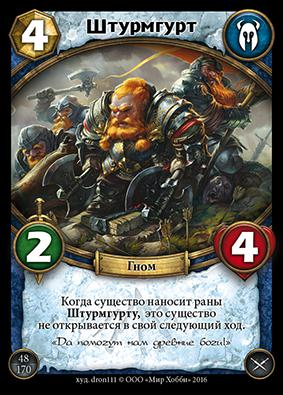 4
Штурмгурт
2
Гном
4
Когда существо наносит раны
Штурмгурту, это существо
не открывается в свой следующий ход.
«Да помогут нам древние боги!»
48
170
худ. dron111 © ООО «Мир Хобби» 2016